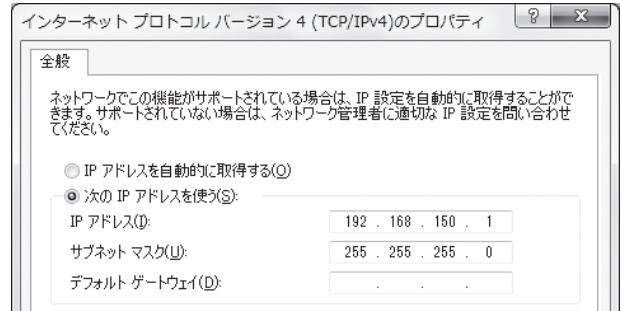 インターネット プロトコル バージョン 4 (TCP/IPv4)のプロパティ
全般
ネットワークでこの機能がサポートされている場合は、IP 設定を自動的に取得することがで
きます。サポートされていない場合は、ネットワーク管理者に適切な IP 設定を問い合わせ
てください。
IP アドレスを自動的に取得する(O)
次の IP アドレスを使う(S):
IP アドレス(I): 192 . 168 . 150 . 1
サブネット マスク(U): 255 . 255 . 255 . 0
デフォルト ゲートウェイ(D): . . .